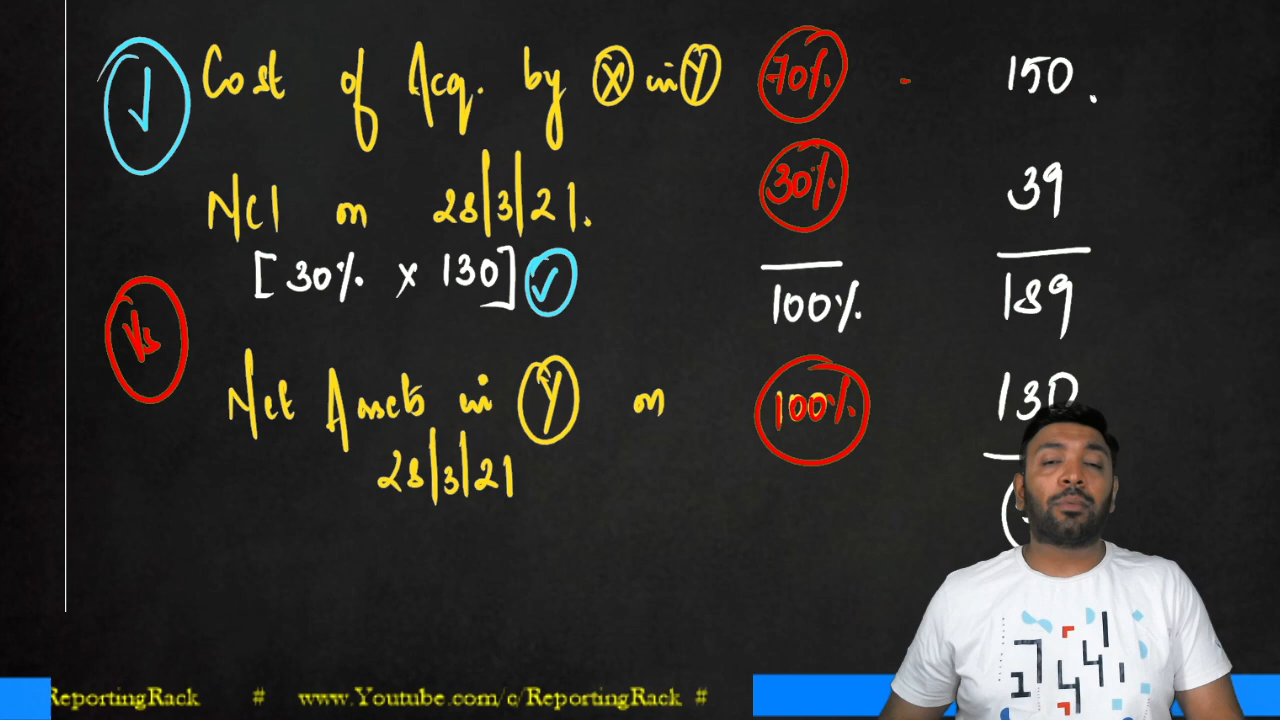 Cost of Acq. by X in Y 70% - 150.
NCI on 28/3/21. 30% 39
[30% x 130]
100% 189
Vs
Net Assets in Y on 100% 130
28/3/21
ReportingRack # www.Youtube.com/c/ReportingRack #